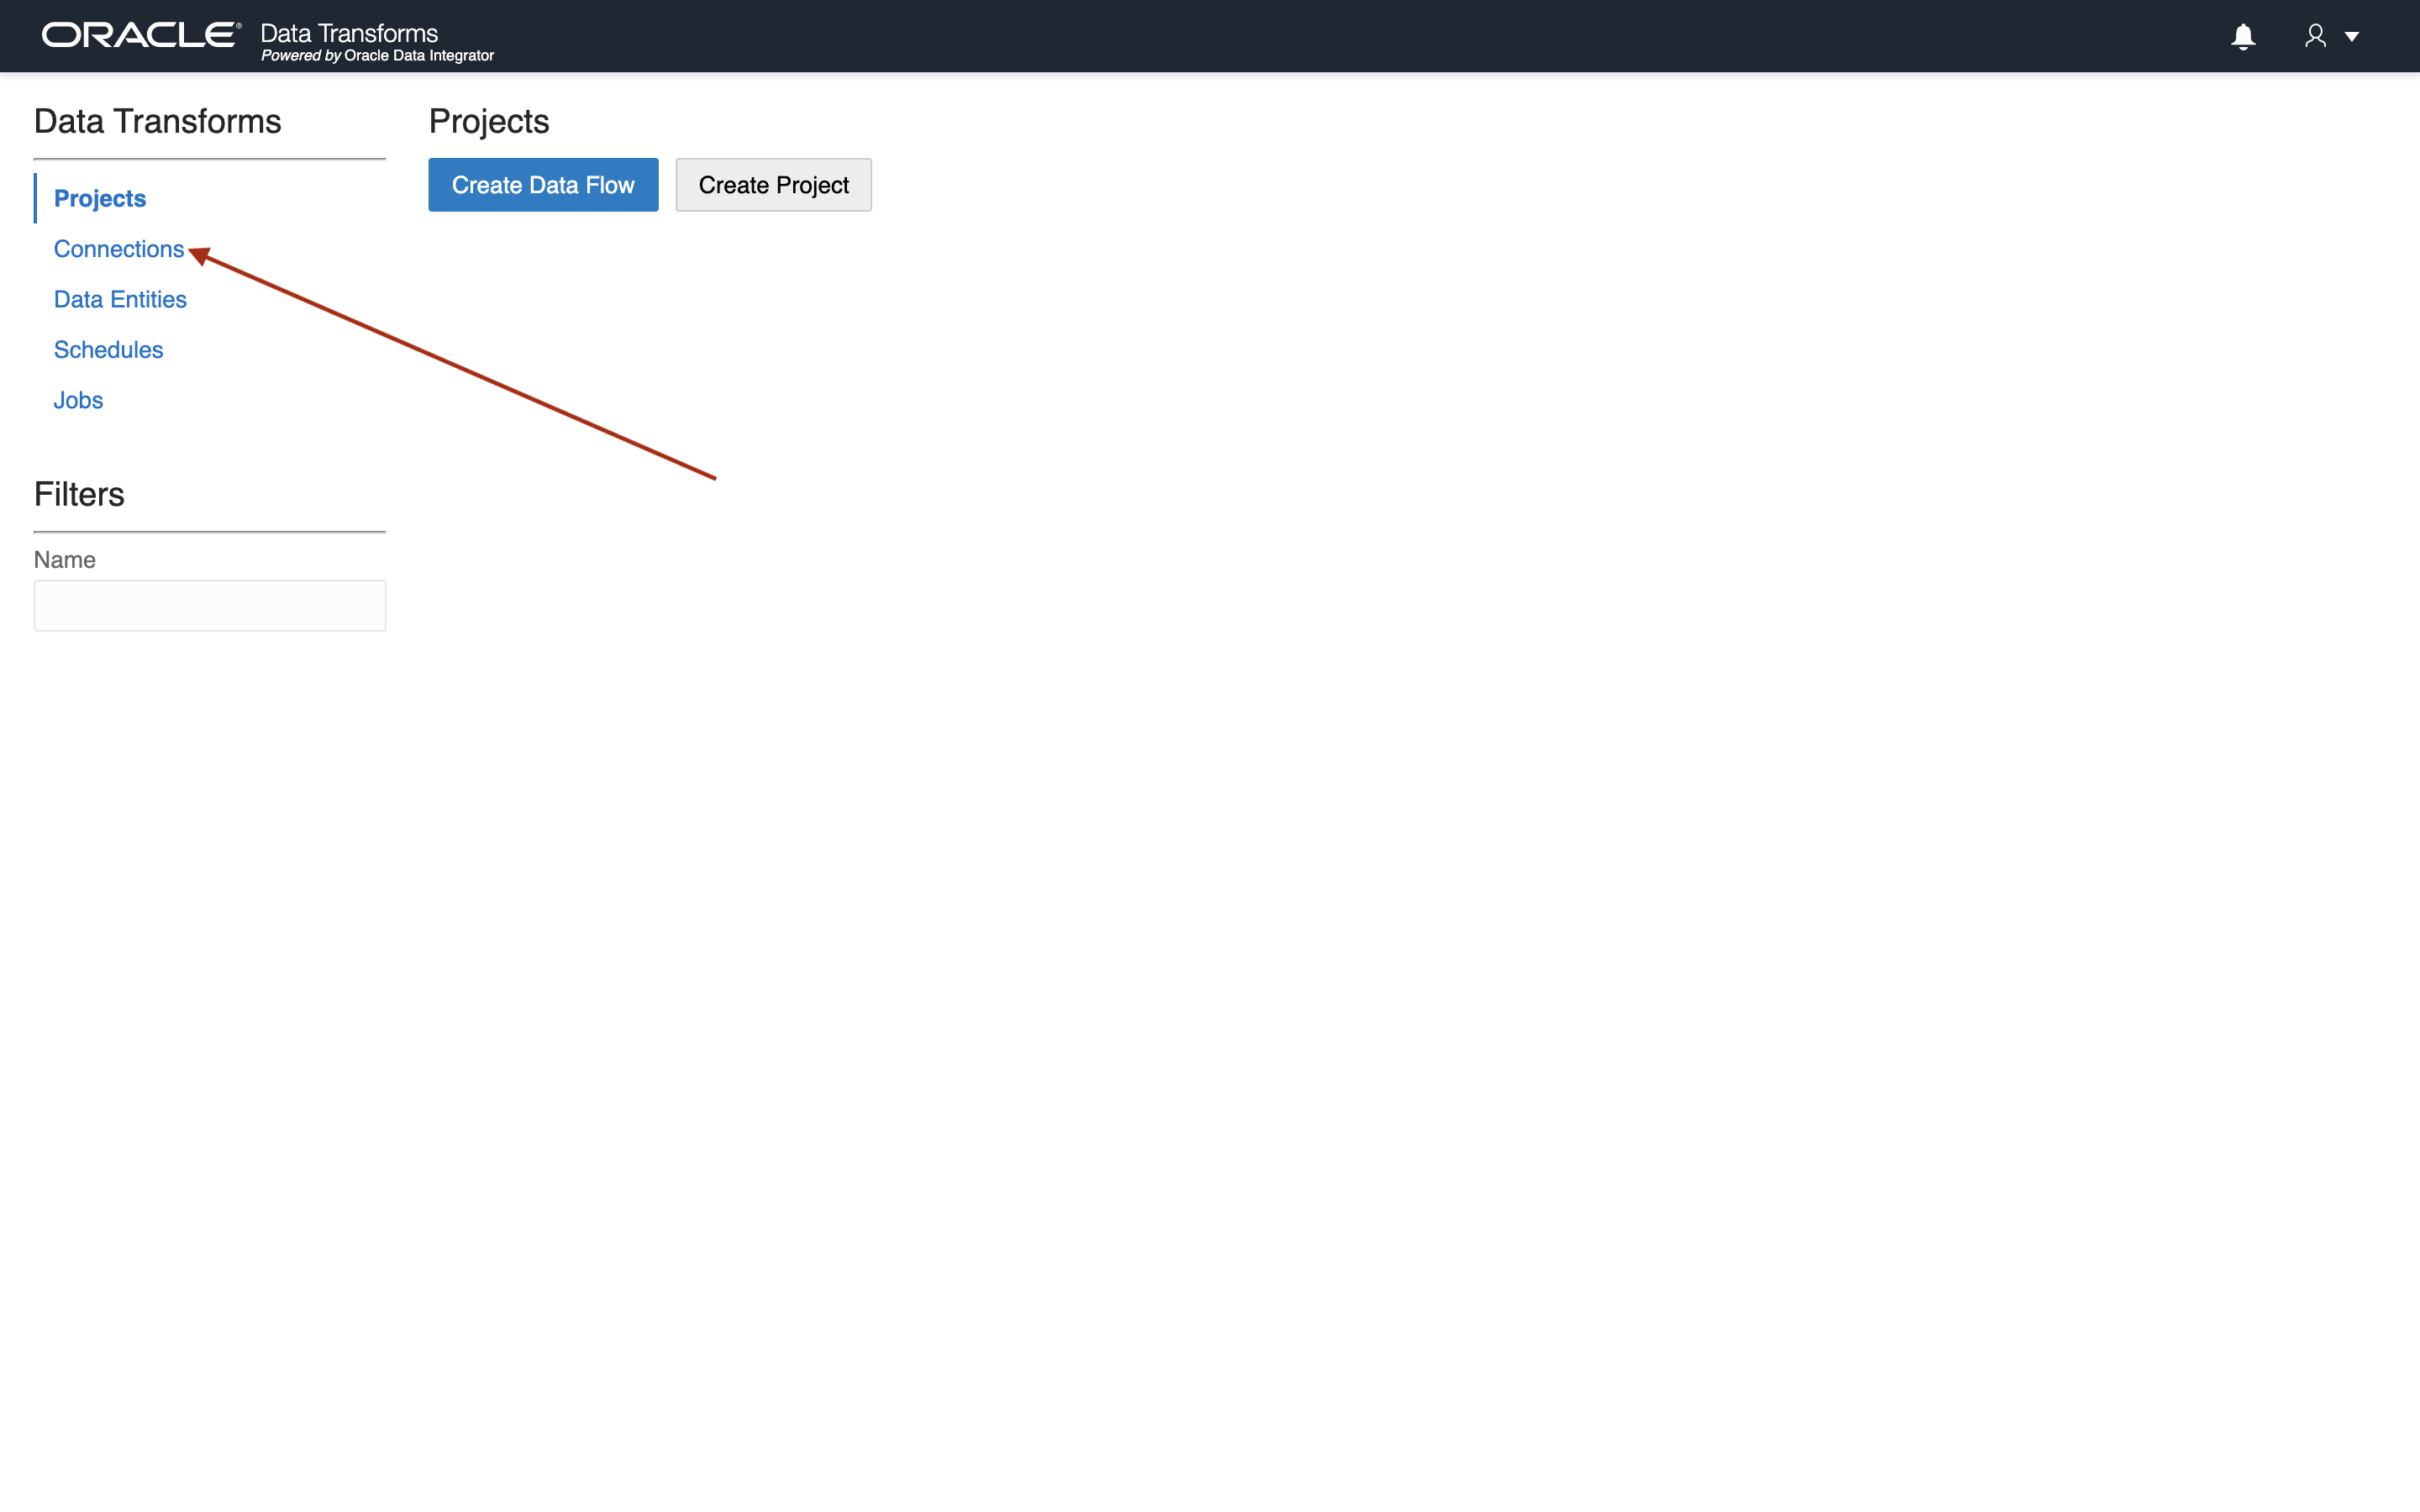 ORACLE® Data Transforms
Powered by Oracle Data Integrator
Data Transforms
Projects
Connections
Data Entities
Schedules
Jobs
Filters
Name
Projects
Create Data Flow
Create Project